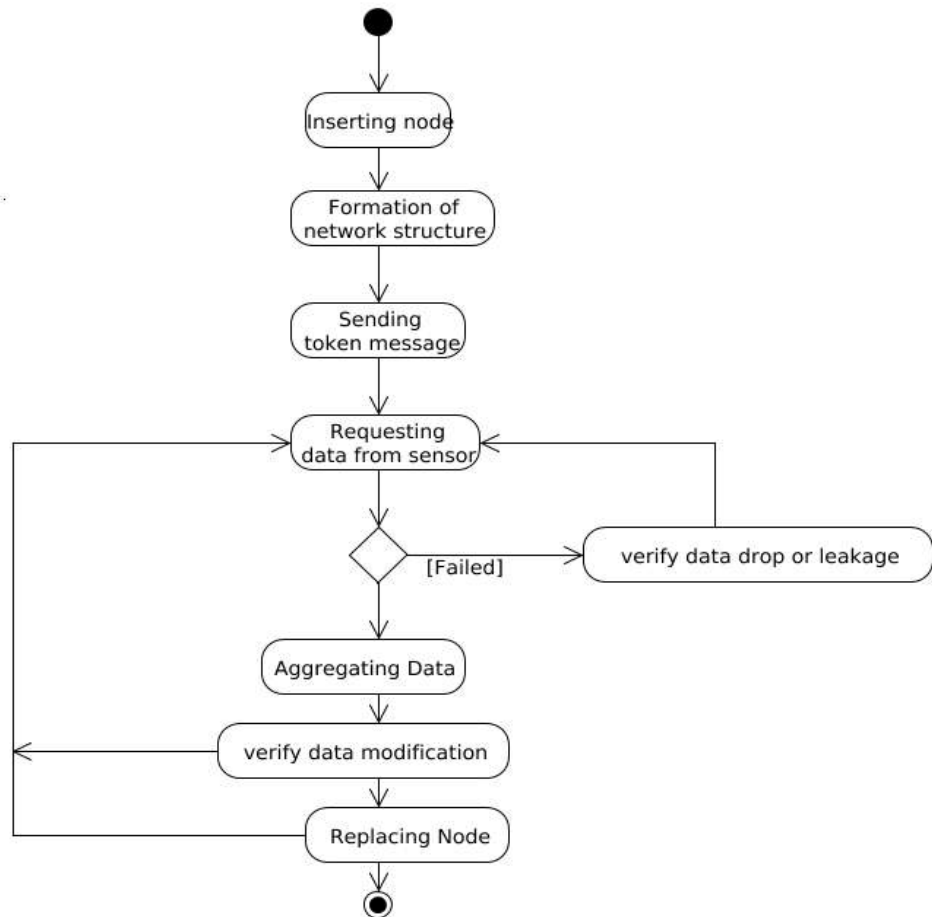 Inserting node
Formation of
network structure
Sending
token message
Requesting
data from sensor
[Failed]
verify data drop or leakage
Aggregating Data
verify data modification
Replacing Node